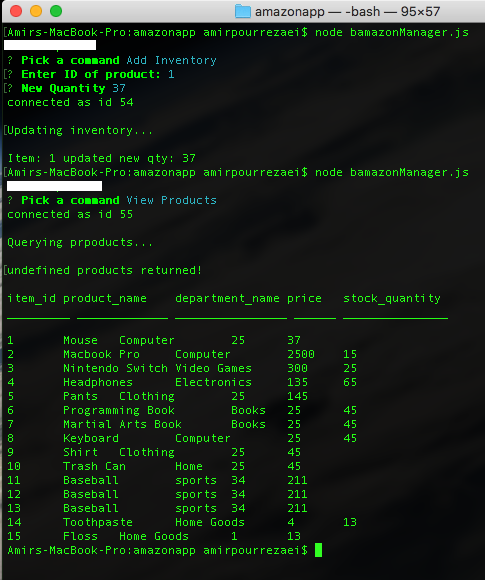 amazonapp — -bash — 95×57
[Amirs-MacBook-Pro:amazonapp amirpourrezaei$ node bamazonManager.js
? Pick a command Add Inventory
[? Enter ID of product: 1
[? New Quantity 37
connected as id 54
[Updating inventory...
Item: 1 updated new qty: 37
[Amirs-MacBook-Pro:amazonapp amirpourrezaei$ node bamazonManager.js
? Pick a command View Products
connected as id 55
Querying prpoducts...
[undefined products returned!
item_id product_name department_name price stock_quantity
_________ _____________ ________________ ______ _______________
1 Mouse Computer 25 37
2 Macbook Pro Computer 2500 15
3 Nintendo Switch Video Games 300 25
4 Headphones Electronics 135 65
5 Pants Clothing 25 145
6 Programming Book Books 25 45
7 Martial Arts Book Books 25 45
8 Keyboard Computer 25 45
9 Shirt Clothing 25 45
10 Trash Can Home 25 45
11 Baseball sports 34 211
12 Baseball sports 34 211
13 Baseball sports 34 211
14 Toothpaste Home Goods 4 13
15 Floss Home Goods 1 13
Amirs-MacBook-Pro:amazonapp amirpourrezaei$